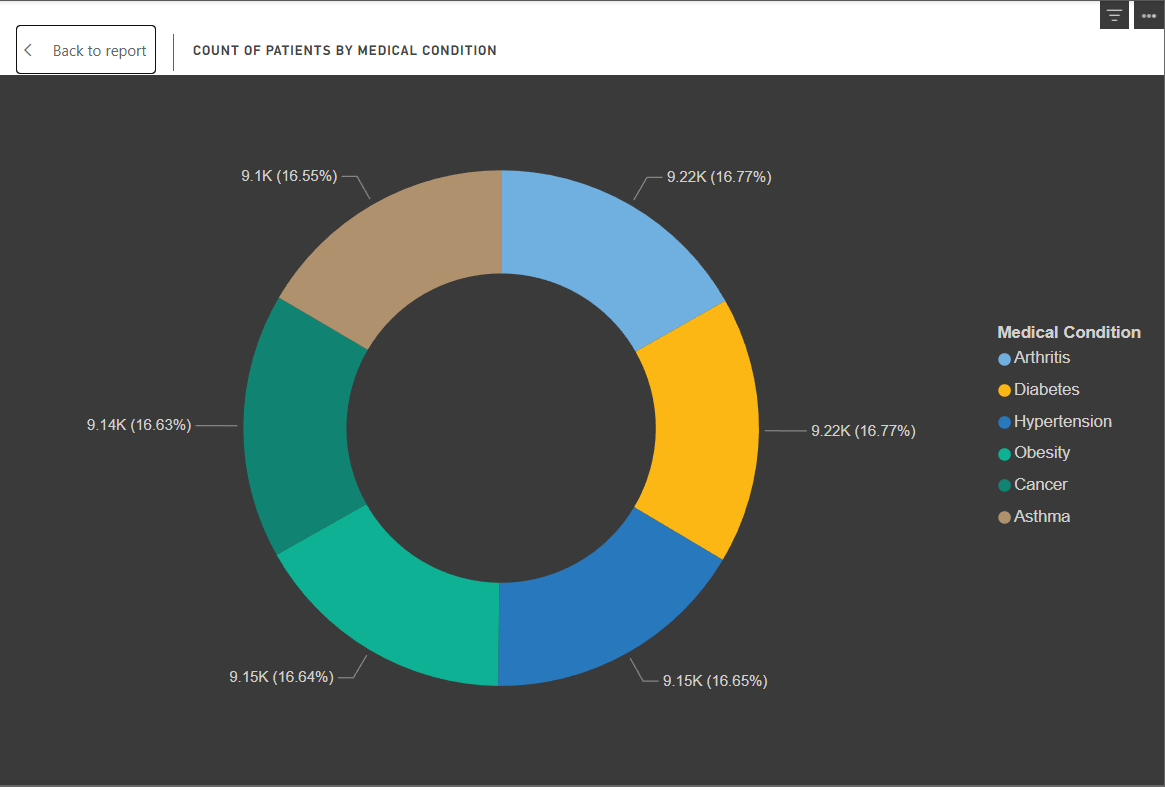 Back to report
COUNT OF PATIENTS BY MEDICAL CONDITION
9.1K (16.55%)
9.22K (16.77%)
9.14K (16.63%)
9.22K (16.77%)
9.15K (16.64%)
9.15K (16.65%)
Medical Condition
Arthritis
Diabetes
Hypertension
Obesity
Cancer
Asthma